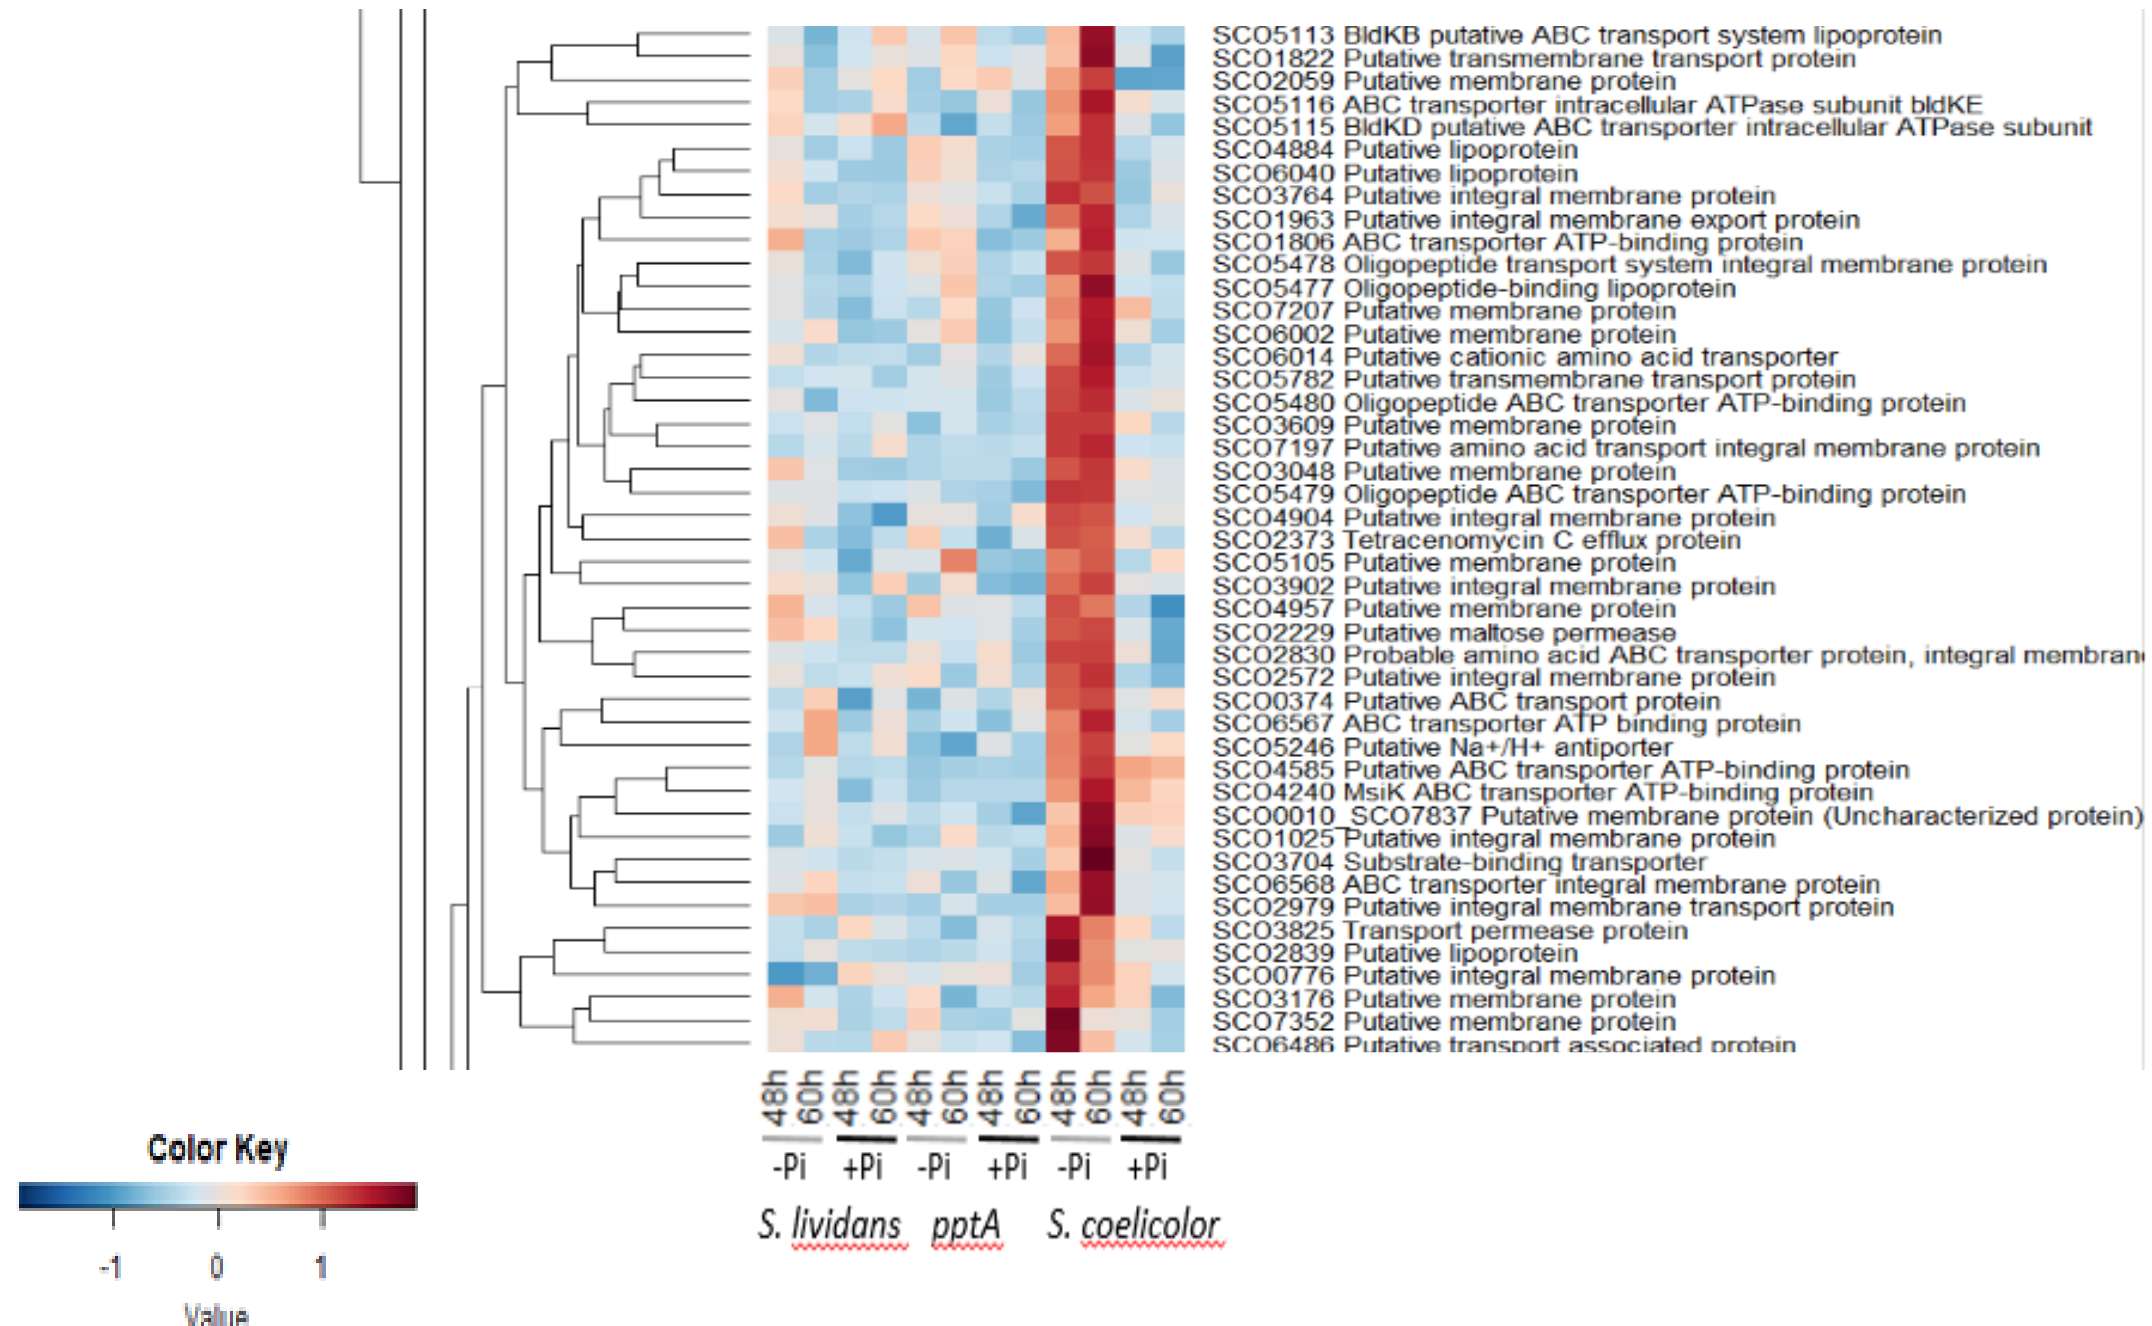 SCO5113 BldKB putative ABC transport system lipoprotein
SCO1822 Putative transmembrane transport protein
SCO2059 Putative membrane protein
SCO5116 ABC transporter intracellular ATPase subunit bldKE
SCO5115 BldKD putative ABC transporter intracellular ATPase subunit
SCO4884 Putative lipoprotein
SCO6040 Putative lipoprotein
SCO3764 Putative integral membrane protein
SCO1963 Putative integral membrane export protein
SCO1806 ABC transporter ATP-binding protein
SCO5478 Oligopeptide transport system integral membrane protein
SCO5477 Oligopeptide-binding lipoprotein
SCO7207 Putative membrane protein
SCO6002 Putative membrane protein
SCO6014 Putative cationic amino acid transporter
SCO5782 Putative transmembrane transport protein
SCO5480 Oligopeptide ABC transporter ATP-binding protein
SCO3609 Putative membrane protein
SCO7197 Putative amino acid transport integral membrane protein
SCO3048 Putative membrane protein
SCO5479 Oligopeptide ABC transporter ATP-binding protein
SCO4904 Putative integral membrane protein
SCO2373 Tetracenomycin C efflux protein
SCO5105 Putative membrane protein
SCO3902 Putative integral membrane protein
SCO4957 Putative membrane protein
SCO2229 Putative maltose permease
SCO2830 Probable amino acid ABC transporter protein, integral membran
SCO2572 Putative integral membrane protein
SCO0374 Putative ABC transport protein
SCO6567 ABC transporter ATP binding protein
SCO5246 Putative Na+/H+ antiporter
SCO4585 Putative ABC transporter ATP-binding protein
SCO4240 MsiK ABC transporter ATP-binding protein
SCO0010_SCO7837 Putative membrane protein (Uncharacterized protein)
SCO1025 Putative integral membrane protein
SCO3704 Substrate-binding transporter
SCO6568 ABC transporter integral membrane protein
SCO2979 Putative integral membrane transport protein
SCO3825 Transport permease protein
SCO2839 Putative lipoprotein
SCO0776 Putative integral membrane protein
SCO3176 Putative membrane protein
SCO7352 Putative membrane protein
SCO6486 Putative transport associated protein
48h 60h 48h 60h 48h 60h 48h 60h 48h 60h 48h 60h
-Pi +Pi -Pi +Pi -Pi +Pi
S. lividans pptA S. coelicolor
Color Key
-1 0 1
Value